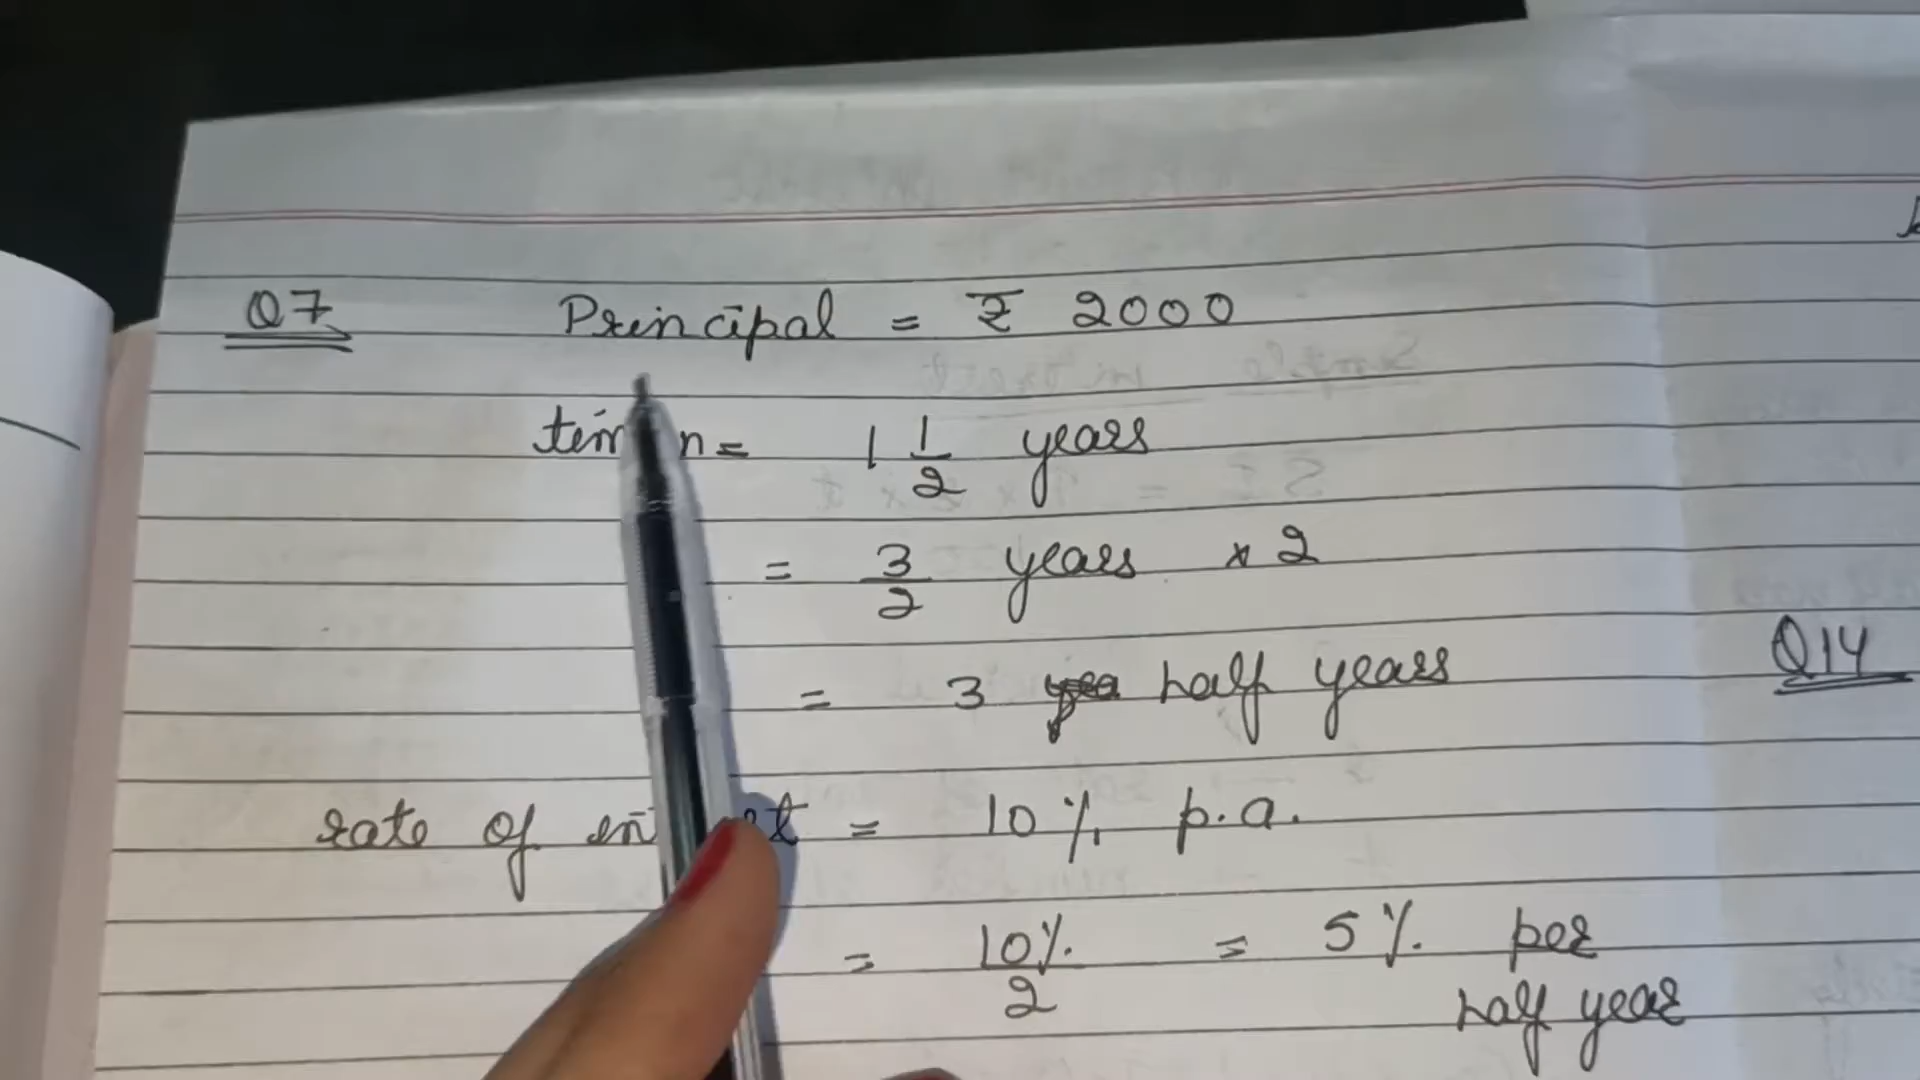 Q7 Principal = ₹ 2000
n = 1 1/2 years
= 3/2 years × 2
= 3 half years
Q14
rate of = 10% p.a.
= 10%/2 = 5% per
half year